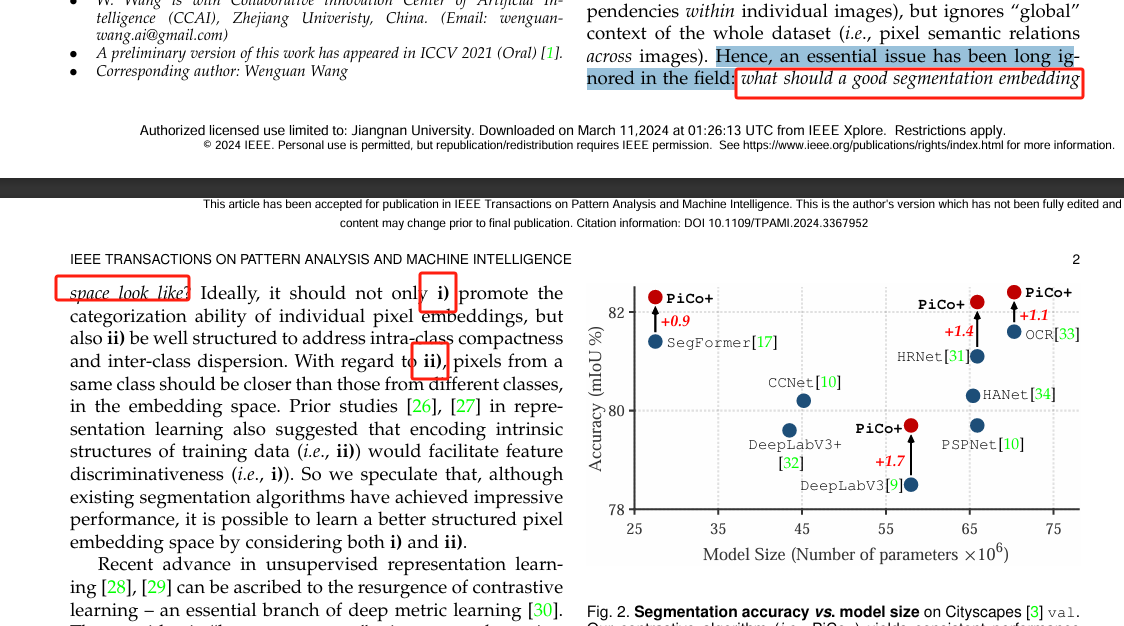 • W. Wang is with Collaborative Innovation Center of Artificial In-
telligence (CCAI), Zhejiang Univeristy, China. (Email: wenguan-
wang.ai@gmail.com)
• A preliminary version of this work has appeared in ICCV 2021 (Oral) [1].
• Corresponding author: Wenguan Wang
pendencies within individual images), but ignores “global”
context of the whole dataset (i.e., pixel semantic relations
across images). Hence, an essential issue has been long ig-
nored in the field: what should a good segmentation embedding
Authorized licensed use limited to: Jiangnan University. Downloaded on March 11,2024 at 01:26:13 UTC from IEEE Xplore. Restrictions apply.
© 2024 IEEE. Personal use is permitted, but republication/redistribution requires IEEE permission. See https://www.ieee.org/publications/rights/index.html for more information.
This article has been accepted for publication in IEEE Transactions on Pattern Analysis and Machine Intelligence. This is the author's version which has not been fully edited and
content may change prior to final publication. Citation information: DOI 10.1109/TPAMI.2024.3367952
IEEE TRANSACTIONS ON PATTERN ANALYSIS AND MACHINE INTELLIGENCE 2
space look like? Ideally, it should not only i) promote the
categorization ability of individual pixel embeddings, but
also ii) be well structured to address intra-class compactness
and inter-class dispersion. With regard to ii), pixels from a
same class should be closer than those from different classes,
in the embedding space. Prior studies [26], [27] in repre-
sentation learning also suggested that encoding intrinsic
structures of training data (i.e., ii)) would facilitate feature
discriminativeness (i.e., i)). So we speculate that, although
existing segmentation algorithms have achieved impressive
performance, it is possible to learn a better structured pixel
embedding space by considering both i) and ii).
Recent advance in unsupervised representation learn-
ing [28], [29] can be ascribed to the resurgence of contrastive
learning – an essential branch of deep metric learning [30].
Accuracy (mIoU %)
82
80
78
PiCo+
+0.9
SegFormer[17]
CCNet[10]
DeepLabV3+
[32]
PiCo+
+1.7
DeepLabV3[9]
PiCo+
+1.4
HRNet[31]
PiCo+
+1.1
OCR[33]
HANet[34]
PSPNet[10]
25 35 45 55 65 75
Model Size (Number of parameters ×10⁶)
Fig. 2. Segmentation accuracy vs. model size on Cityscapes [3] val.